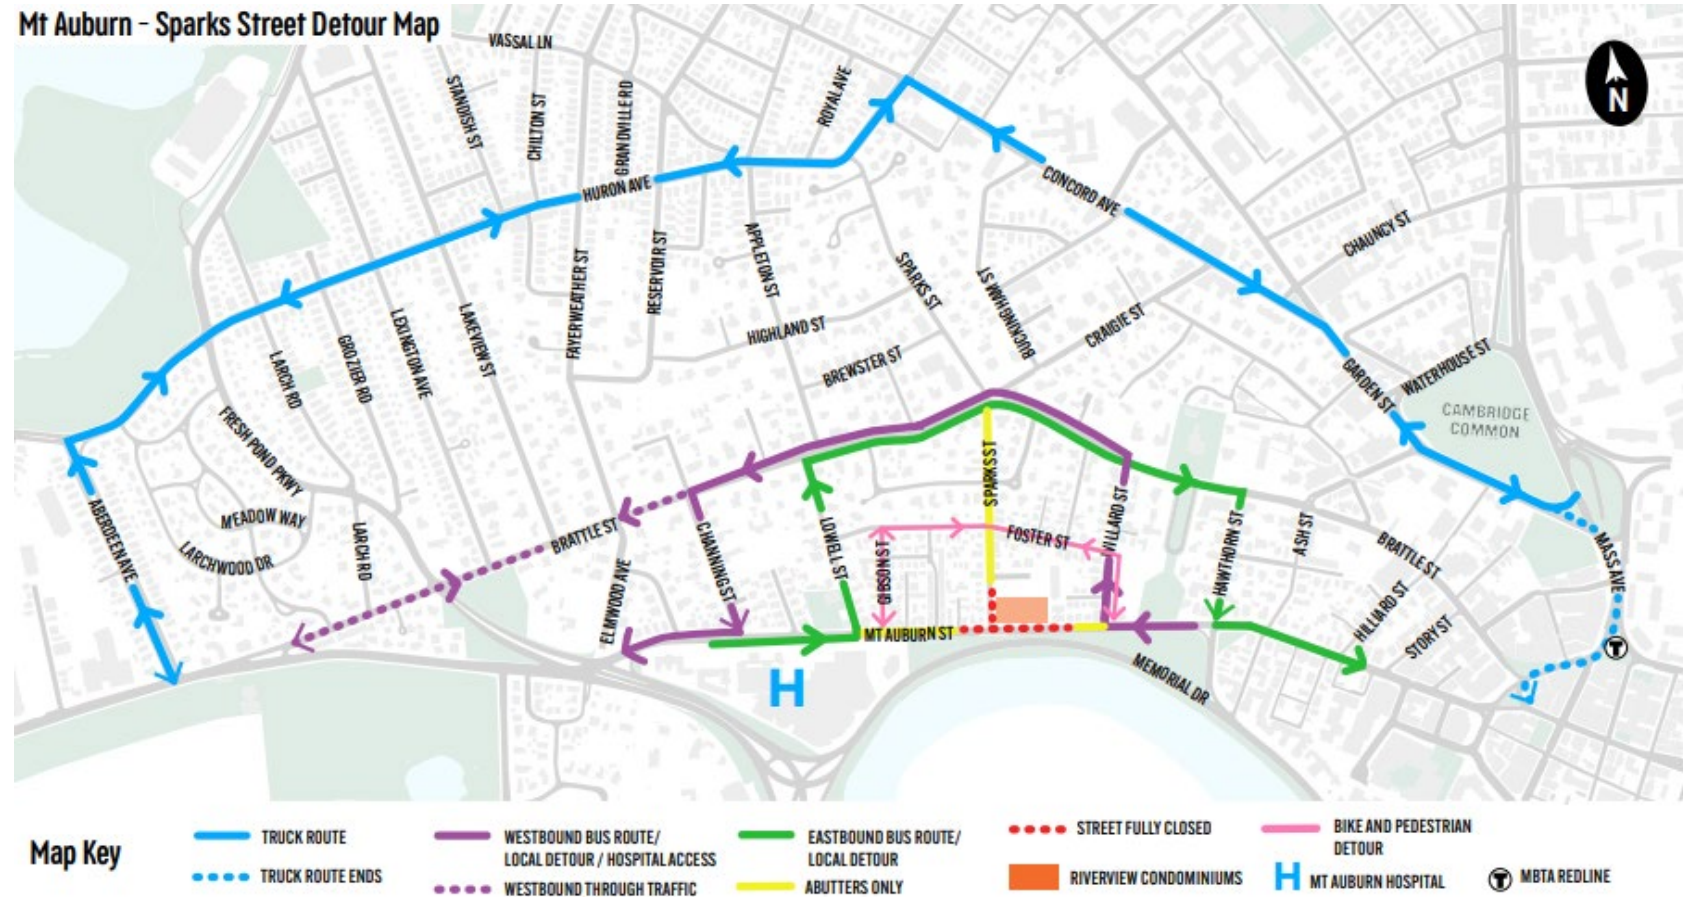 Mt Auburn - Sparks Street Detour Map
VASSAL LN
STANDISH ST
CHILTON ST
GRANDVILLE RD
ROYAL AVE
N
HURON AVE
CONCORD AVE
CHAUNCY ST
FAYERWEATHER ST
RESERVOIR ST
APPLETON ST
SPARKS ST
BUCKINGHAM ST
CRAIGIE ST
HIGHLAND ST
BREWSTER ST
LARCH RD
GROZIER RD
LEXINGTON AVE
LAKEVIEW ST
GARDEN ST
WATERHOUSE ST
CAMBRIDGE
COMMON
FRESH POND PKWY
MEADOW WAY
LARCHWOOD DR
LARCH RD
ABERDEEN AVE
BRATTLE ST
ELMWOOD AVE
CHANNING ST
LOWELL ST
GIBSON ST
SPARKS ST
FOSTER ST
WILLARD ST
HAWTHORN ST
ASH ST
BRATTLE ST
HILLIARD ST
STORY ST
MASS AVE
T
MT AUBURN ST
MEMORIAL DR
H
Map Key
TRUCK ROUTE
TRUCK ROUTE ENDS
WESTBOUND BUS ROUTE/
LOCAL DETOUR / HOSPITAL ACCESS
WESTBOUND THROUGH TRAFFIC
EASTBOUND BUS ROUTE/
LOCAL DETOUR
ABUTTERS ONLY
STREET FULLY CLOSED
RIVERVIEW CONDOMINIUMS
BIKE AND PEDESTRIAN
DETOUR
H MT AUBURN HOSPITAL
T MBTA REDLINE